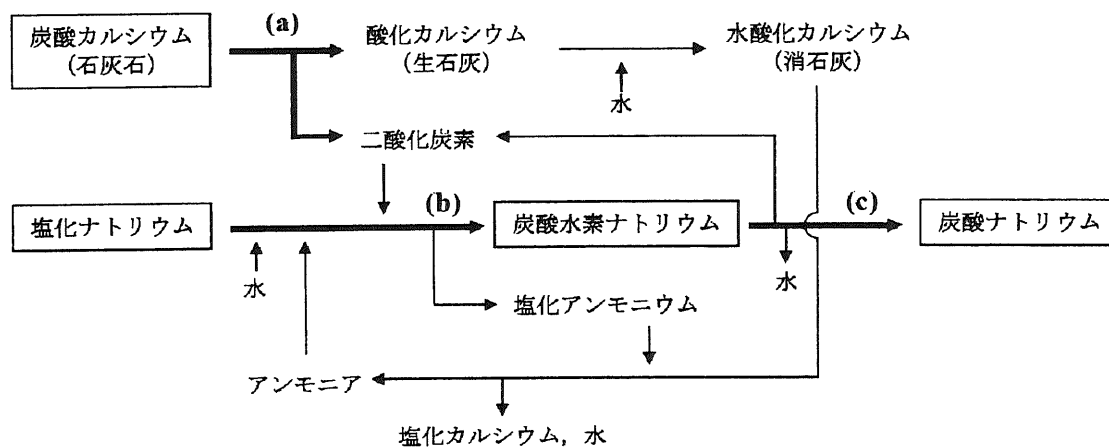 (a)
炭酸カルシウム
(石灰石)
酸化カルシウム
(生石灰)
水酸化カルシウム
(消石灰)
水
二酸化炭素
塩化ナトリウム
(b)
炭酸水素ナトリウム
(c)
炭酸ナトリウム
水
水
塩化アンモニウム
アンモニア
塩化カルシウム，水